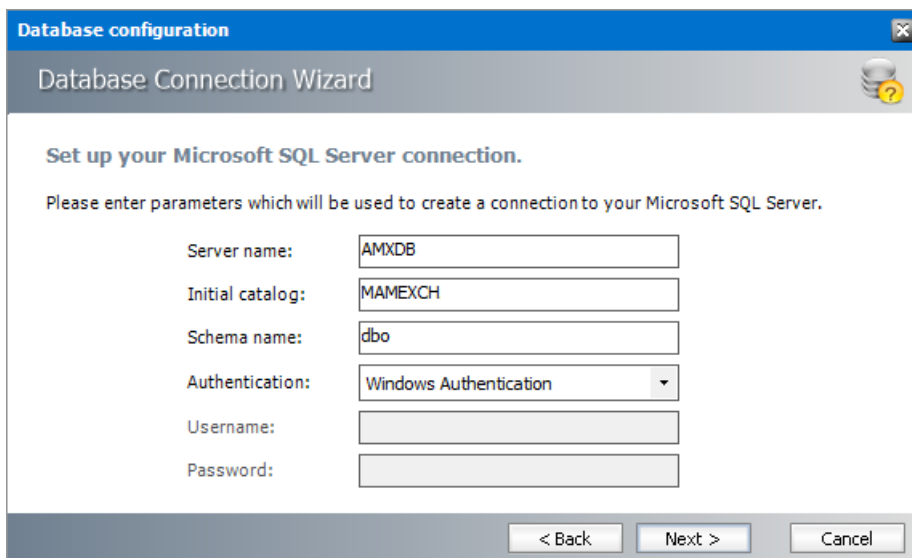 Database configuration
Database Connection Wizard
Set up your Microsoft SQL Server connection.
Please enter parameters which will be used to create a connection to your Microsoft SQL Server.
Server name: AMXDB
Initial catalog: MAMEXCH
Schema name: dbo
Authentication: Windows Authentication
Username:
Password:
< Back Next > Cancel